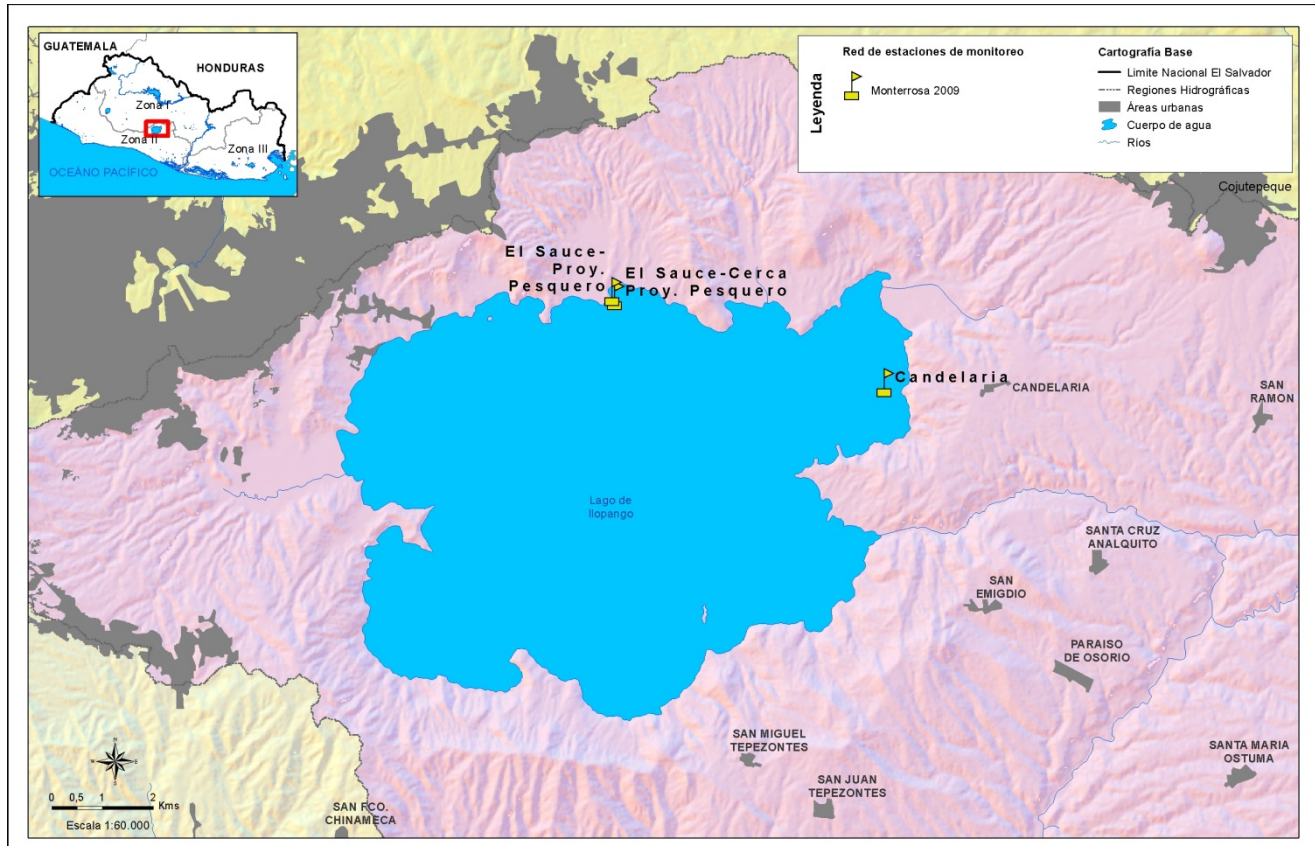 GUATEMALA
HONDURAS
Zona I
Zona II
Zona III
OCEÁNO PACÍFICO
Leyenda
Red de estaciones de monitoreo
Monterrosa 2009
Cartografía Base
Limite Nacional El Salvador
Regiones Hidrográficas
Áreas urbanas
Cuerpo de agua
Ríos
Cojutepeque
El Sauce-
Proy.
Pesquero
El Sauce-Cerca
Proy. Pesquero
Candelaria
CANDELARIA
SAN
RAMON
Lago de
Ilopango
SANTA CRUZ
ANALQUITO
SAN
EMIGDIO
PARAISO
DE OSORIO
SAN MIGUEL
TEPEZONTES
SANTA MARIA
OSTUMA
SAN JUAN
TEPEZONTES
SAN FCO.
CHINAMECA
N
W E
S
0 0,5 1 2
Kms
Escala 1:60.000